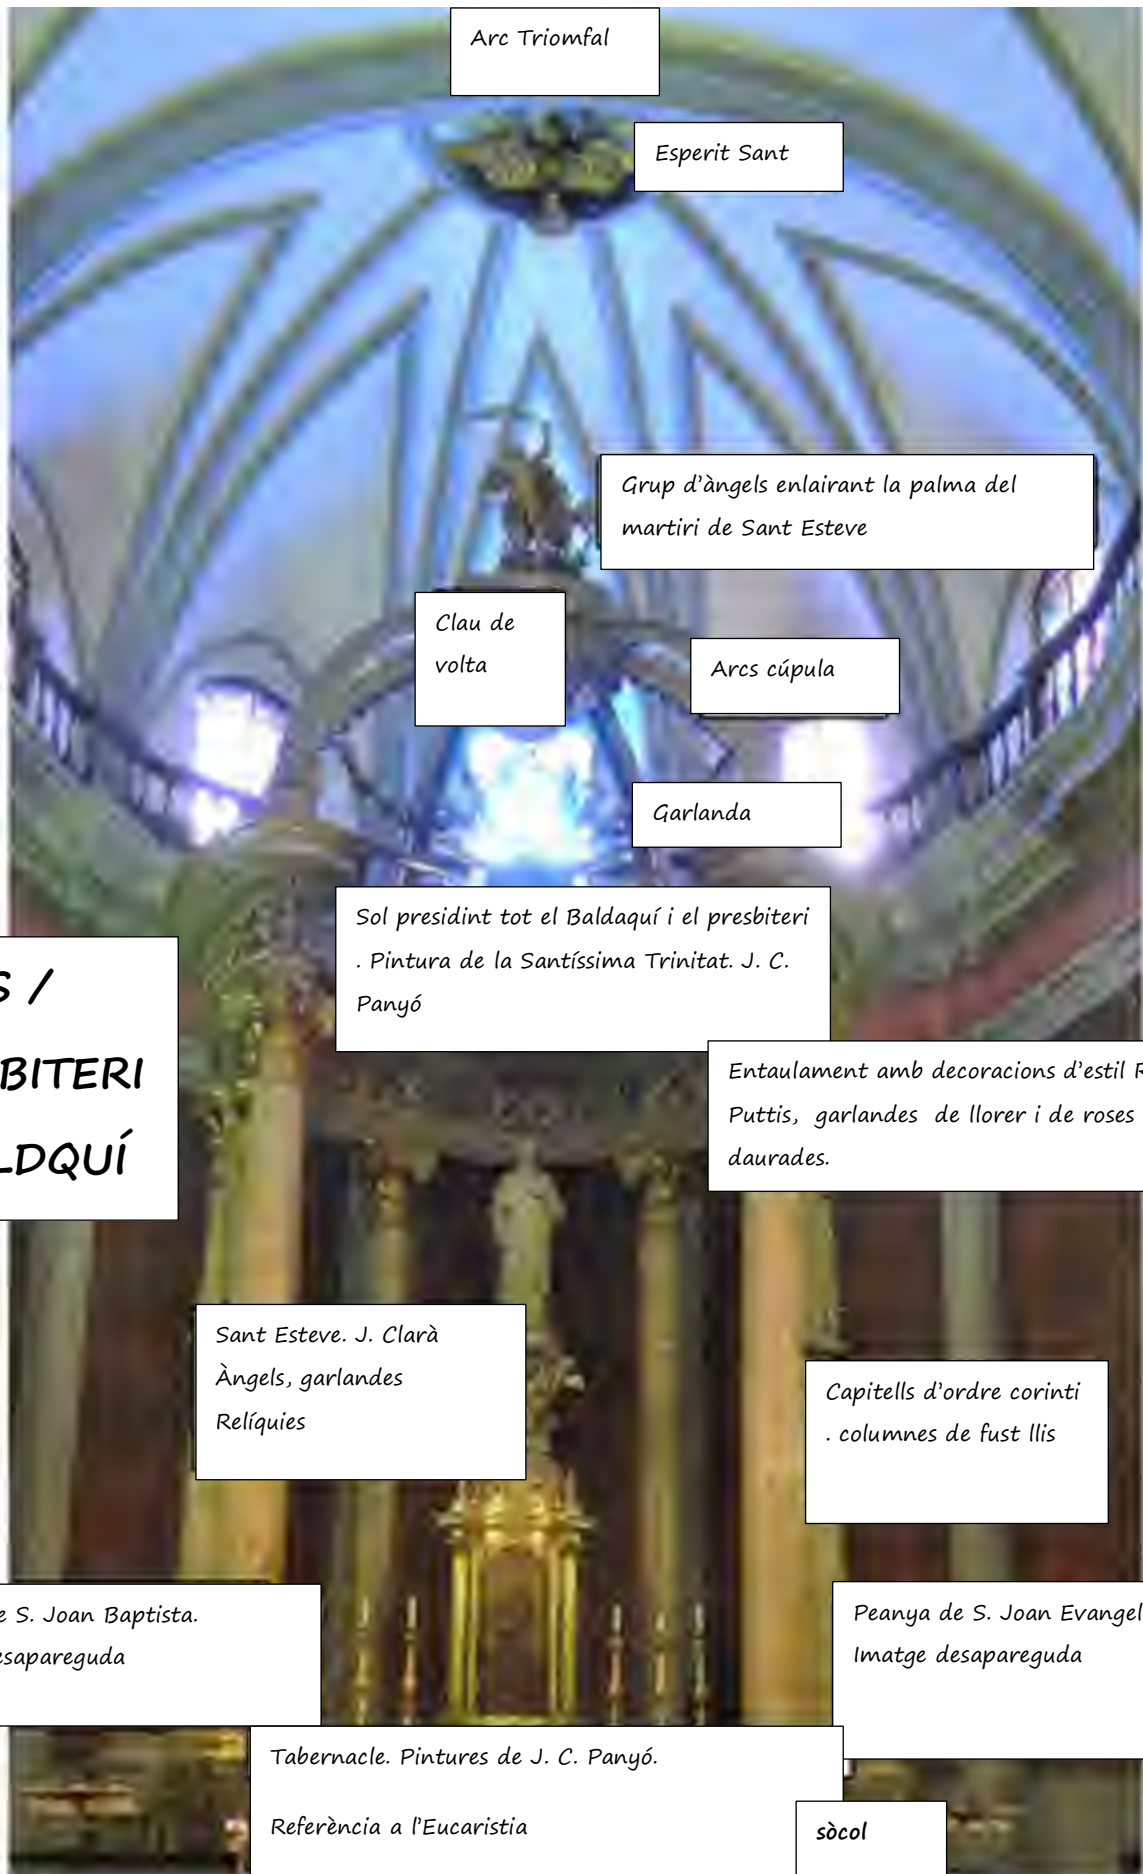 Arc Triomfal
Esperit Sant
Grup d'àngels enlairant la palma del
martiri de Sant Esteve
Clau de
volta
Arcs cúpula
Garlanda
Sol presidint tot el Baldaquí i el presbiteri
. Pintura de la Santíssima Trinitat. J. C.
Panyó
S /
BITERI
LDQUÍ
Entaulament amb decoracions d'estil R
Puttis, garlandes de llorer i de roses
daurades.
Sant Esteve. J. Clarà
Àngels, garlandes
Relíquies
Capitells d'ordre corinti
. columnes de fust llis
e S. Joan Baptista.
esapareguda
Peanya de S. Joan Evangel
Imatge desapareguda
Tabernacle. Pintures de J. C. Panyó.
Referència a l'Eucaristia
sòcol